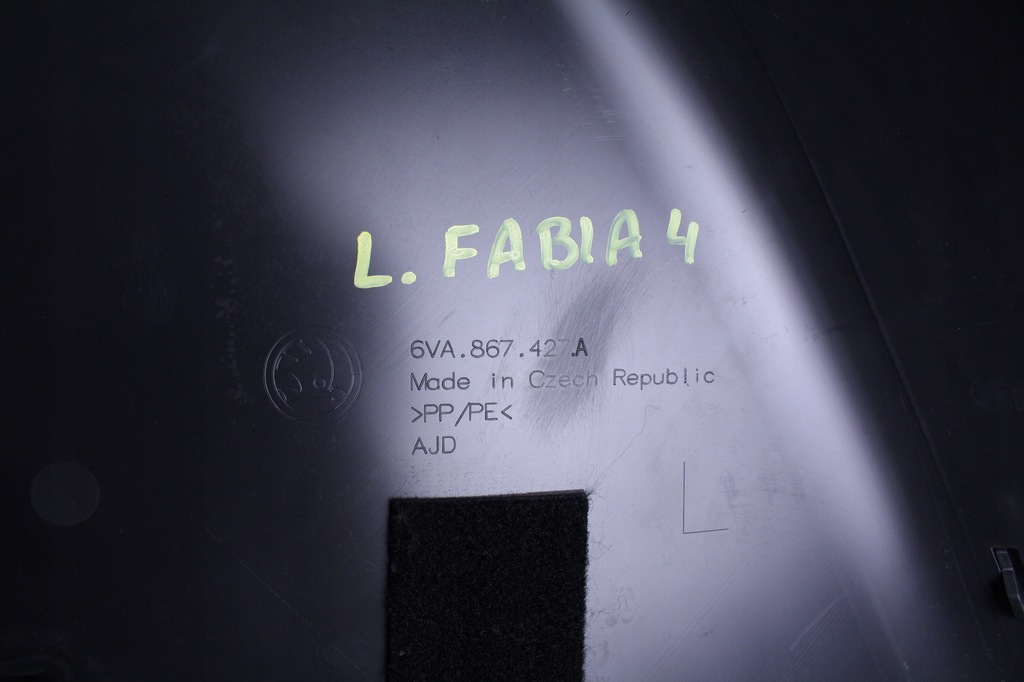 L. FABIA 4
6VA.867.427.A
Made in Czech Republic
>PP/PE<
AJD
L